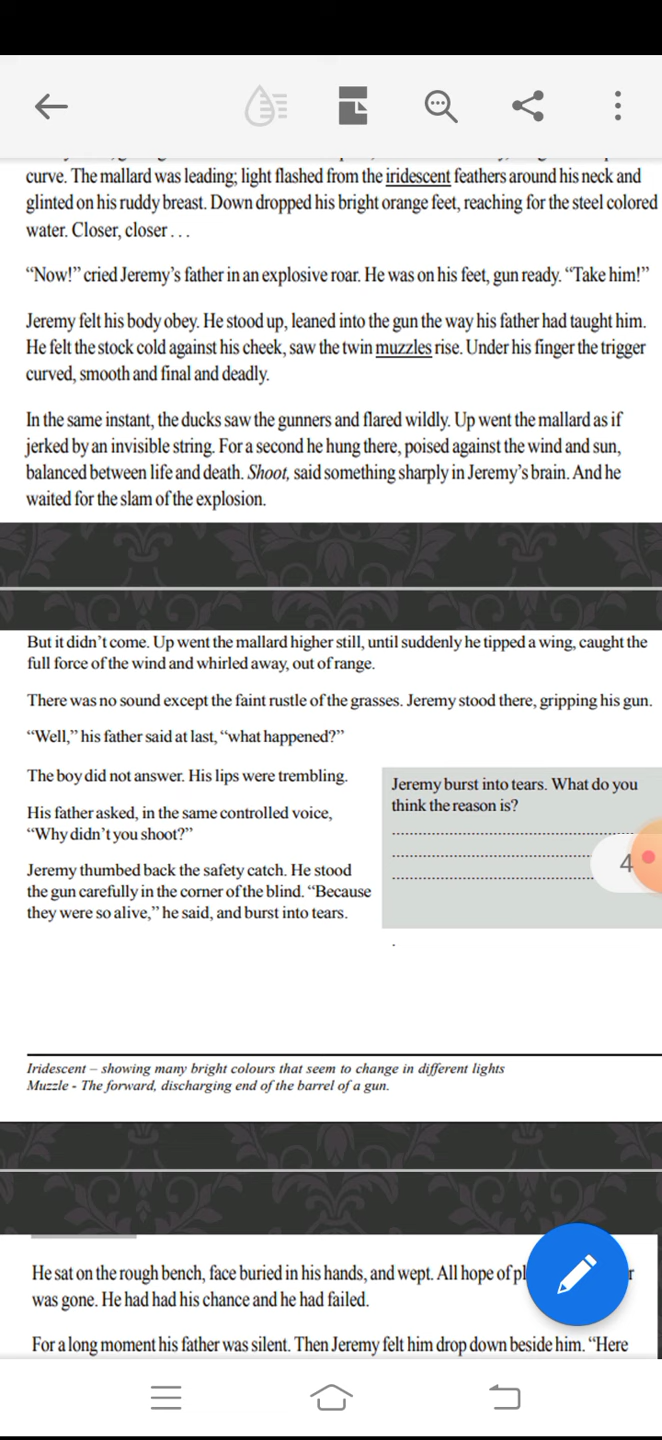 curve. The mallard was leading; light flashed from the iridescent feathers around his neck and
glinted on his ruddy breast. Down dropped his bright orange feet, reaching for the steel colored
water. Closer, closer . . .
“Now!” cried Jeremy’s father in an explosive roar. He was on his feet, gun ready. “Take him!”
Jeremy felt his body obey. He stood up, leaned into the gun the way his father had taught him.
He felt the stock cold against his cheek, saw the twin muzzles rise. Under his finger the trigger
curved, smooth and final and deadly.
In the same instant, the ducks saw the gunners and flared wildly. Up went the mallard as if
jerked by an invisible string. For a second he hung there, poised against the wind and sun,
balanced between life and death. Shoot, said something sharply in Jeremy’s brain. And he
waited for the slam of the explosion.
But it didn’t come. Up went the mallard higher still, until suddenly he tipped a wing, caught the
full force of the wind and whirled away, out of range.
There was no sound except the faint rustle of the grasses. Jeremy stood there, gripping his gun.
“Well,” his father said at last, “what happened?”
The boy did not answer. His lips were trembling.
His father asked, in the same controlled voice,
“Why didn’t you shoot?”
Jeremy thumbed back the safety catch. He stood
the gun carefully in the corner of the blind. “Because
they were so alive,” he said, and burst into tears.
Jeremy burst into tears. What do you
think the reason is?
4
Iridescent – showing many bright colours that seem to change in different lights
Muzzle - The forward, discharging end of the barrel of a gun.
He sat on the rough bench, face buried in his hands, and wept. All hope of
was gone. He had had his chance and he had failed.
For a long moment his father was silent. Then Jeremy felt him drop down beside him. “Here